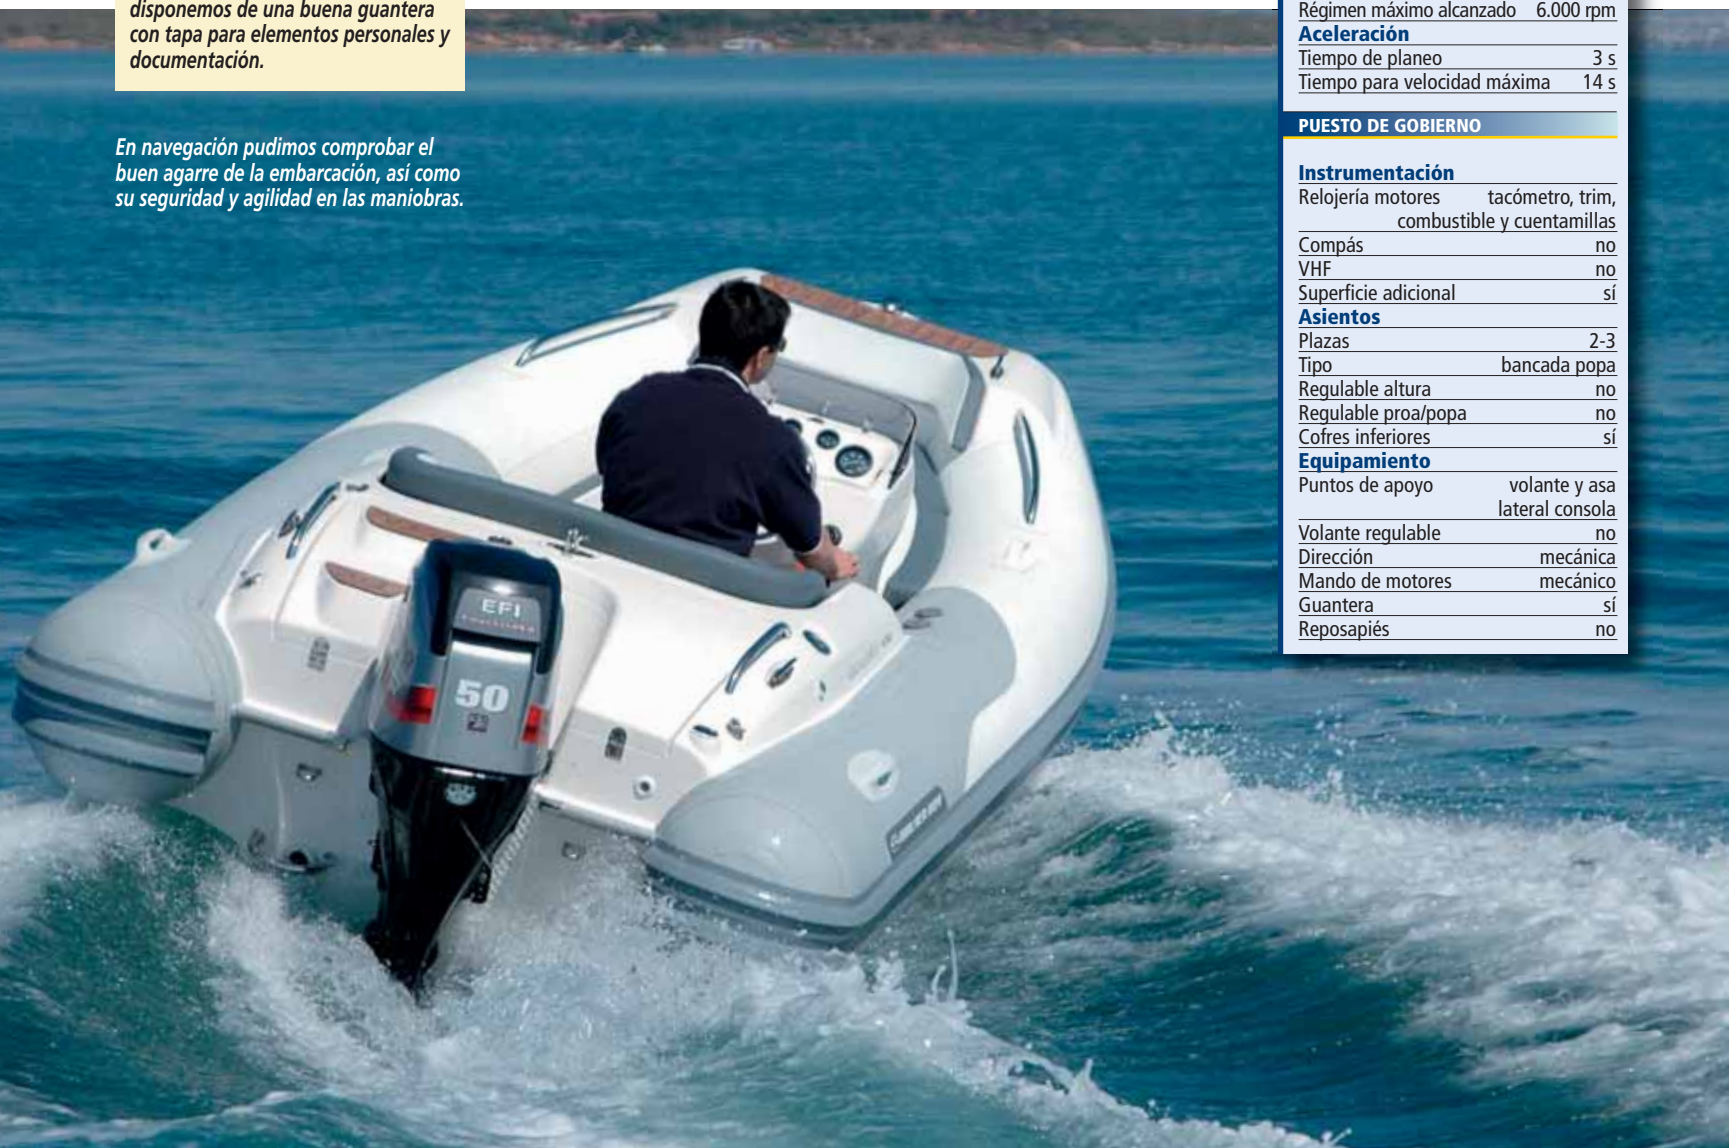 disponemos de una buena guantera
con tapa para elementos personales y
documentación.
En navegación pudimos comprobar el
buen agarre de la embarcación, así como
su seguridad y agilidad en las maniobras.
Régimen máximo alcanzado 6.000 rpm
Aceleración
Tiempo de planeo 3 s
Tiempo para velocidad máxima 14 s
PUESTO DE GOBIERNO
Instrumentación
Relojería motores tacómetro, trim,
combustible y cuentamillas
Compás no
VHF no
Superficie adicional sí
Asientos
Plazas 2-3
Tipo bancada popa
Regulable altura no
Regulable proa/popa no
Cofres inferiores sí
Equipamiento
Puntos de apoyo volante y asa
lateral consola
Volante regulable no
Dirección mecánica
Mando de motores mecánico
Guantera sí
Reposapiés no
EFI
50